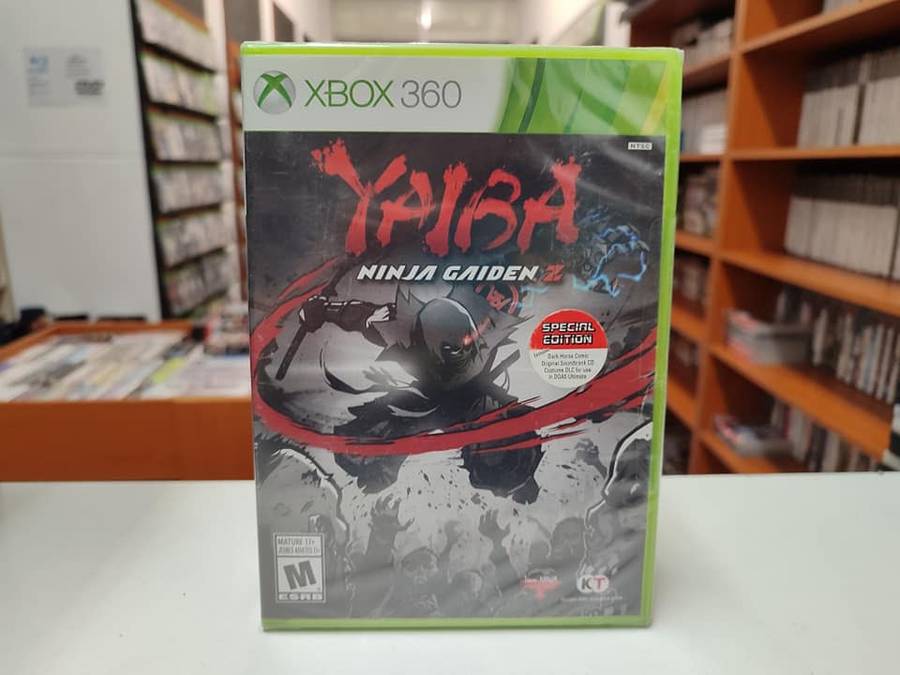 XBOX 360
NTSC
YAIBA
NINJA GAIDEN Z
SPECIAL
EDITION
Dark Horse Comic
Original Soundtrack CD
Costume DLC for use
in DOA5 Ultimate
MATURE 17+
M
ESRB
KT